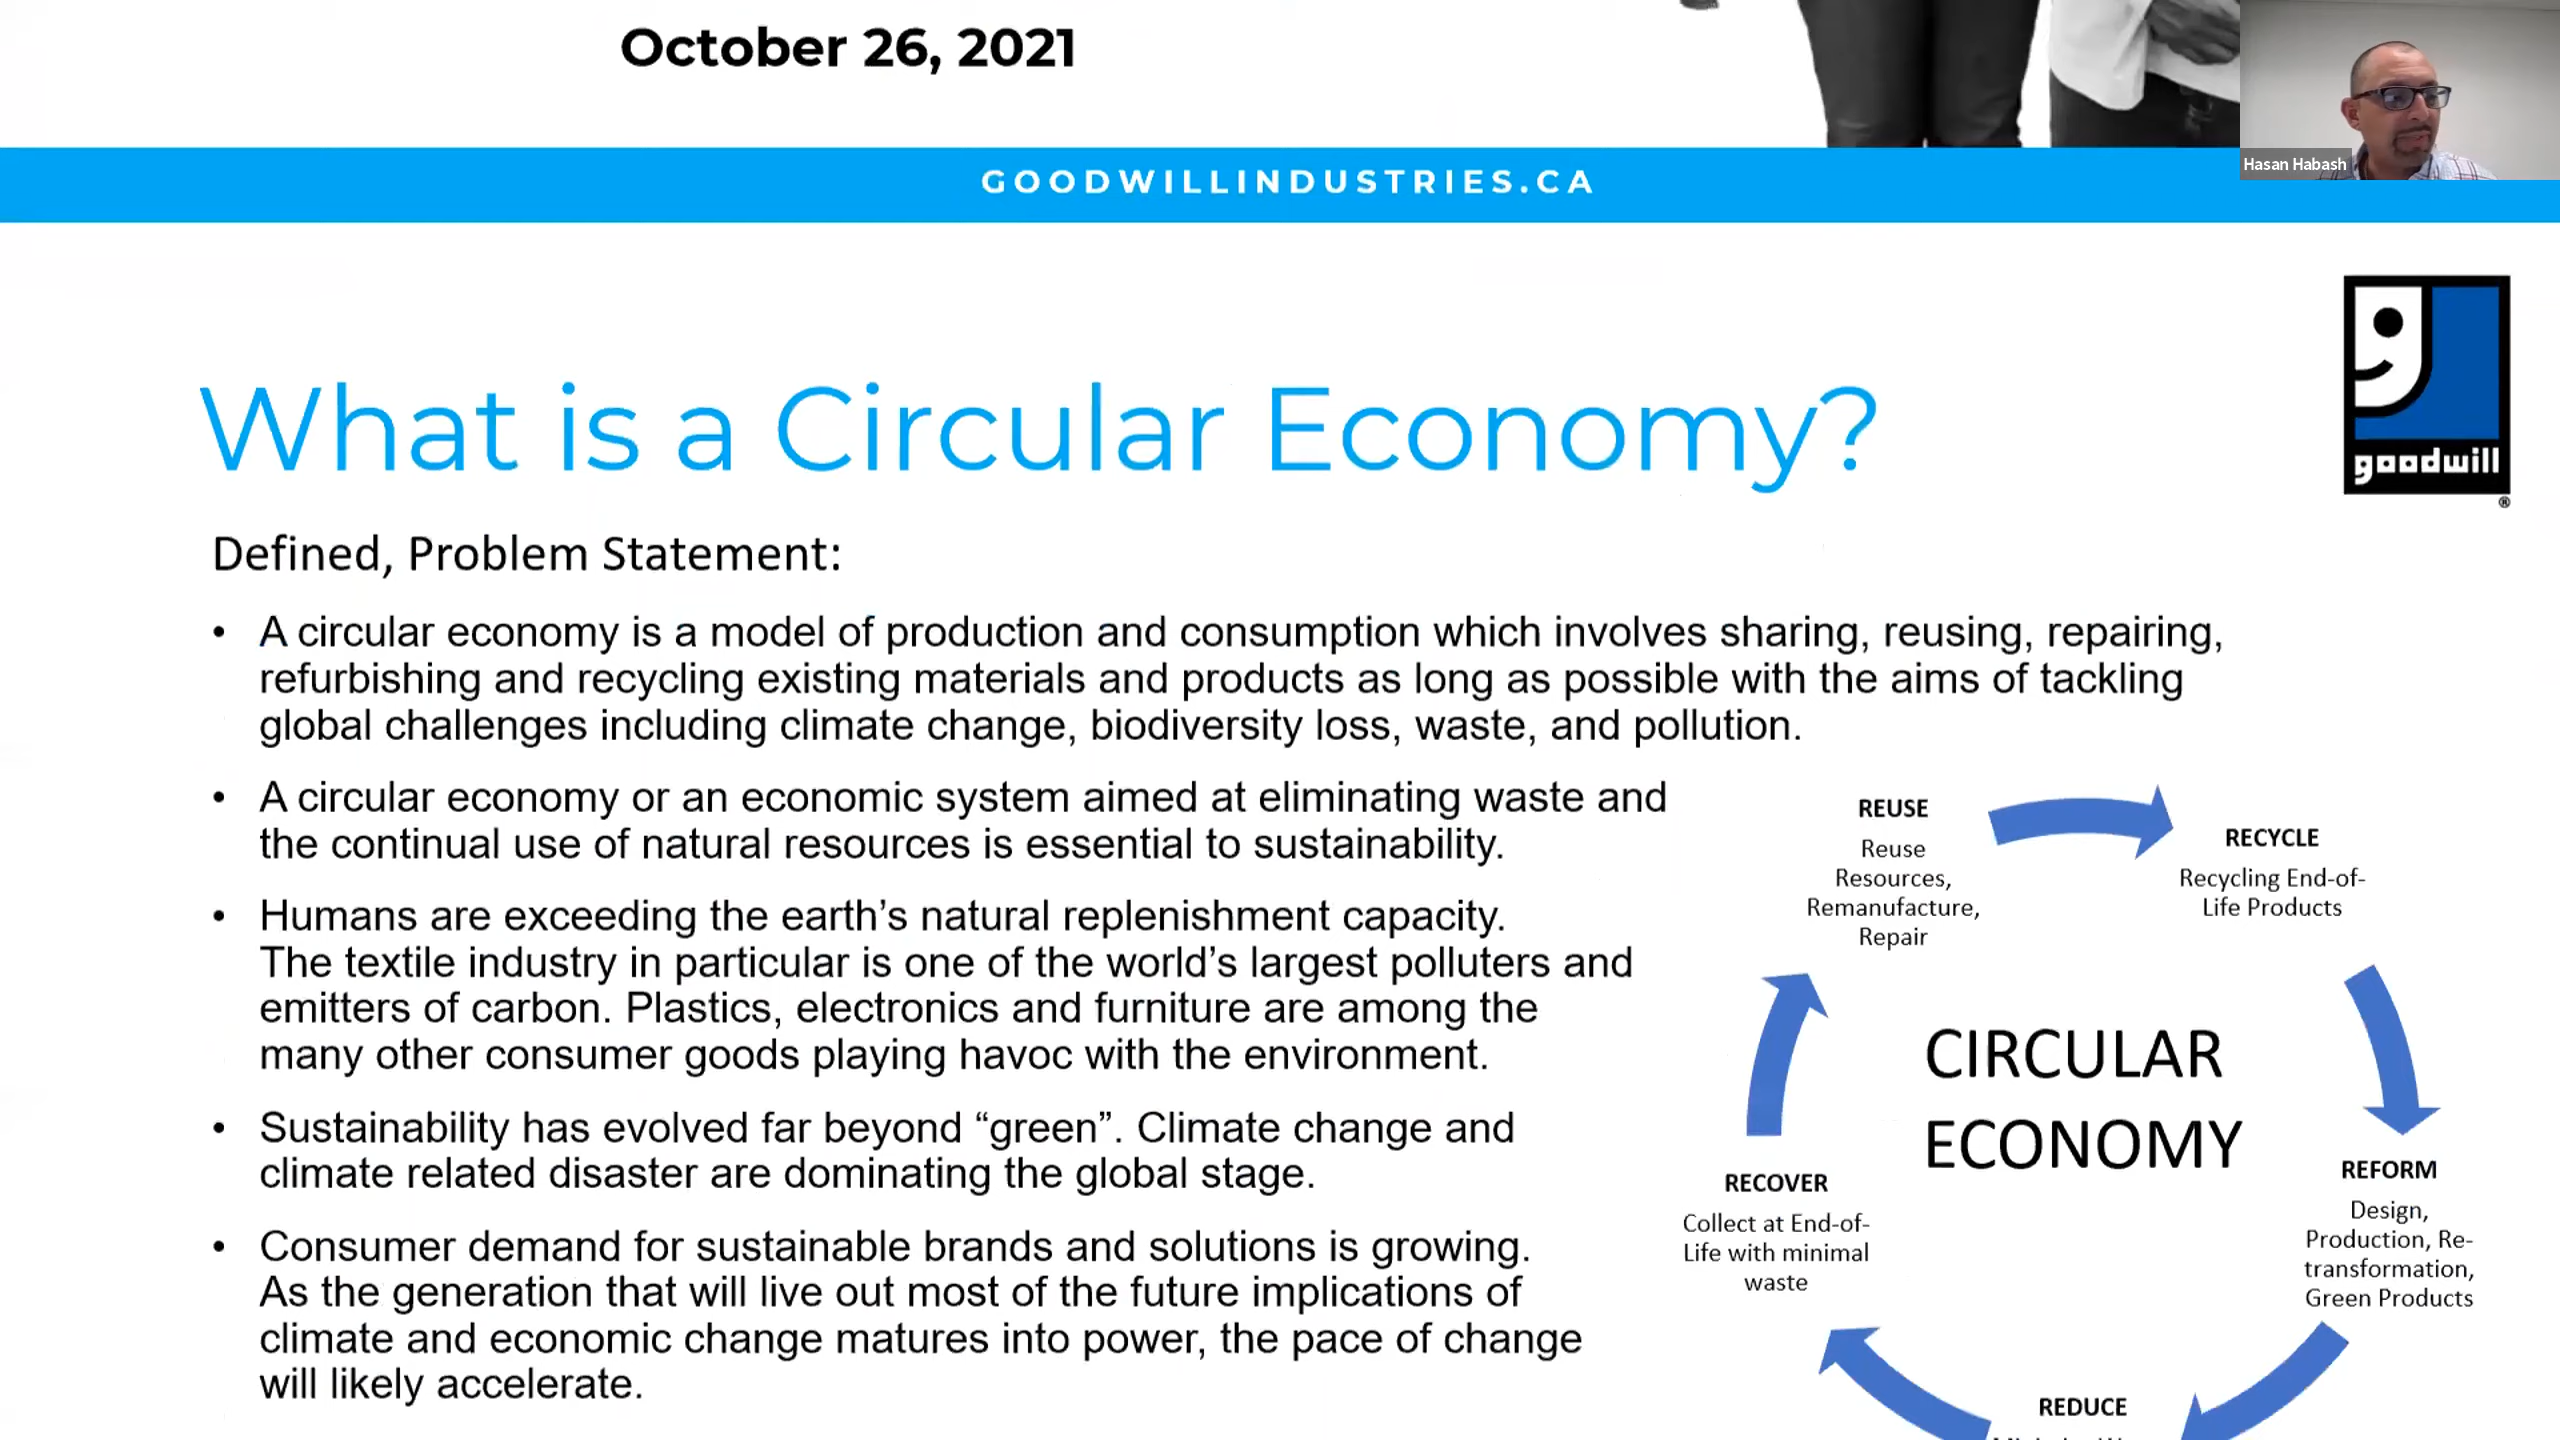 October 26, 2021
Hasan Habash
GOODWILLINDUSTRIES.CA
goodwill
®
What is a Circular Economy?
Defined, Problem Statement:
• A circular economy is a model of production and consumption which involves sharing, reusing, repairing,
refurbishing and recycling existing materials and products as long as possible with the aims of tackling
global challenges including climate change, biodiversity loss, waste, and pollution.
• A circular economy or an economic system aimed at eliminating waste and
the continual use of natural resources is essential to sustainability.
• Humans are exceeding the earth’s natural replenishment capacity.
The textile industry in particular is one of the world’s largest polluters and
emitters of carbon. Plastics, electronics and furniture are among the
many other consumer goods playing havoc with the environment.
• Sustainability has evolved far beyond “green”. Climate change and
climate related disaster are dominating the global stage.
• Consumer demand for sustainable brands and solutions is growing.
As the generation that will live out most of the future implications of
climate and economic change matures into power, the pace of change
will likely accelerate.
REUSE
Reuse
Resources,
Remanufacture,
Repair
RECYCLE
Recycling End-of-
Life Products
CIRCULAR
ECONOMY
REFORM
Design,
Production, Re-
transformation,
Green Products
RECOVER
Collect at End-of-
Life with minimal
waste
REDUCE